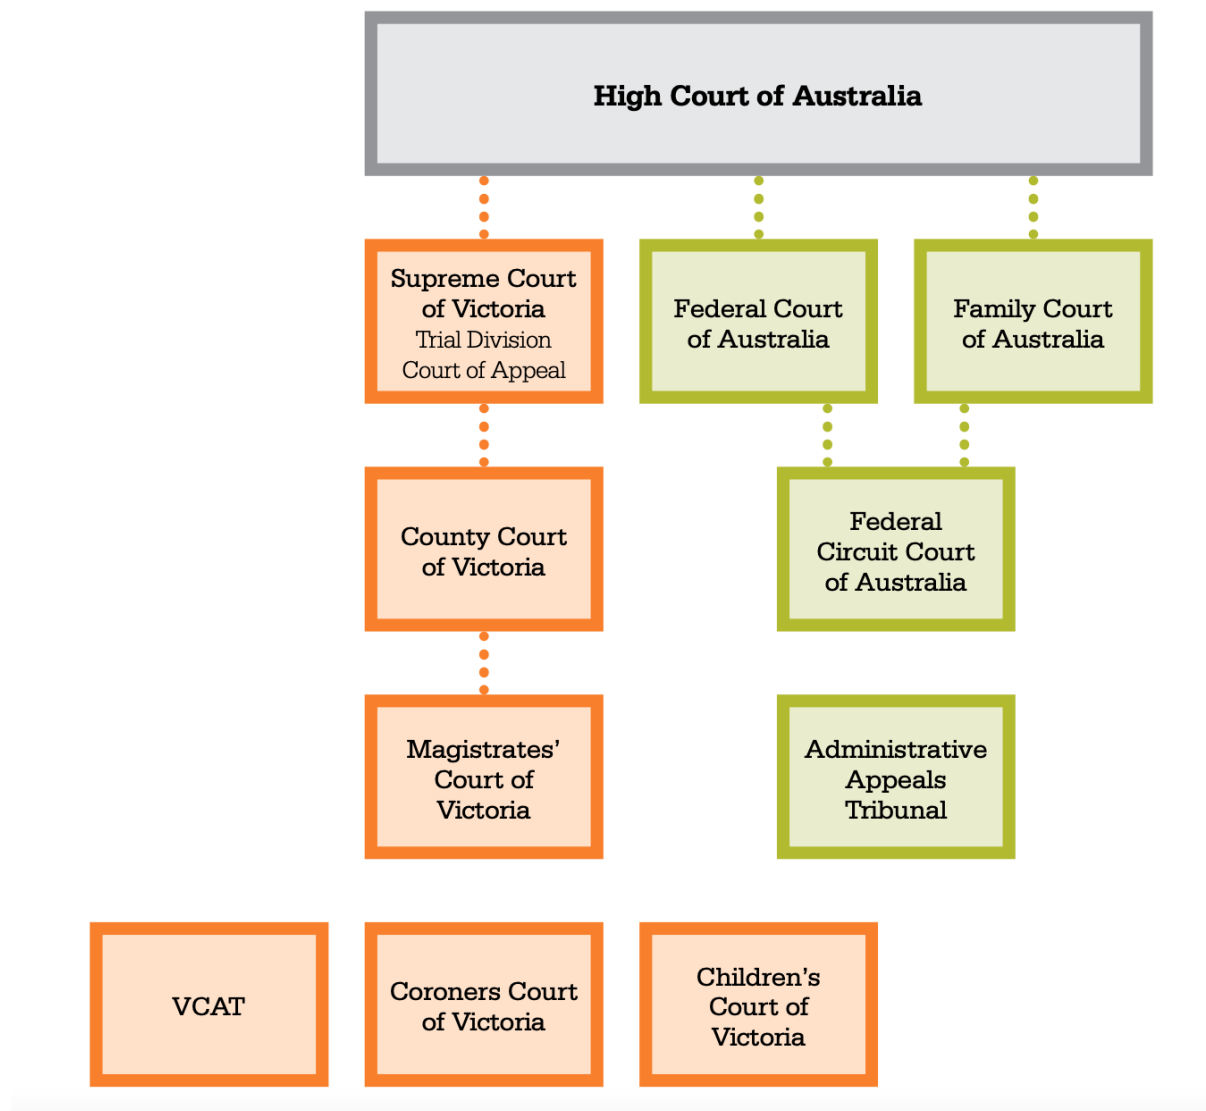 High Court of Australia
Supreme Court
of Victoria
Trial Division
Court of Appeal
Federal Court
of Australia
Family Court
of Australia
County Court
of Victoria
Federal
Circuit Court
of Australia
Magistrates’
Court of
Victoria
Administrative
Appeals
Tribunal
VCAT
Coroners Court
of Victoria
Children’s
Court of
Victoria